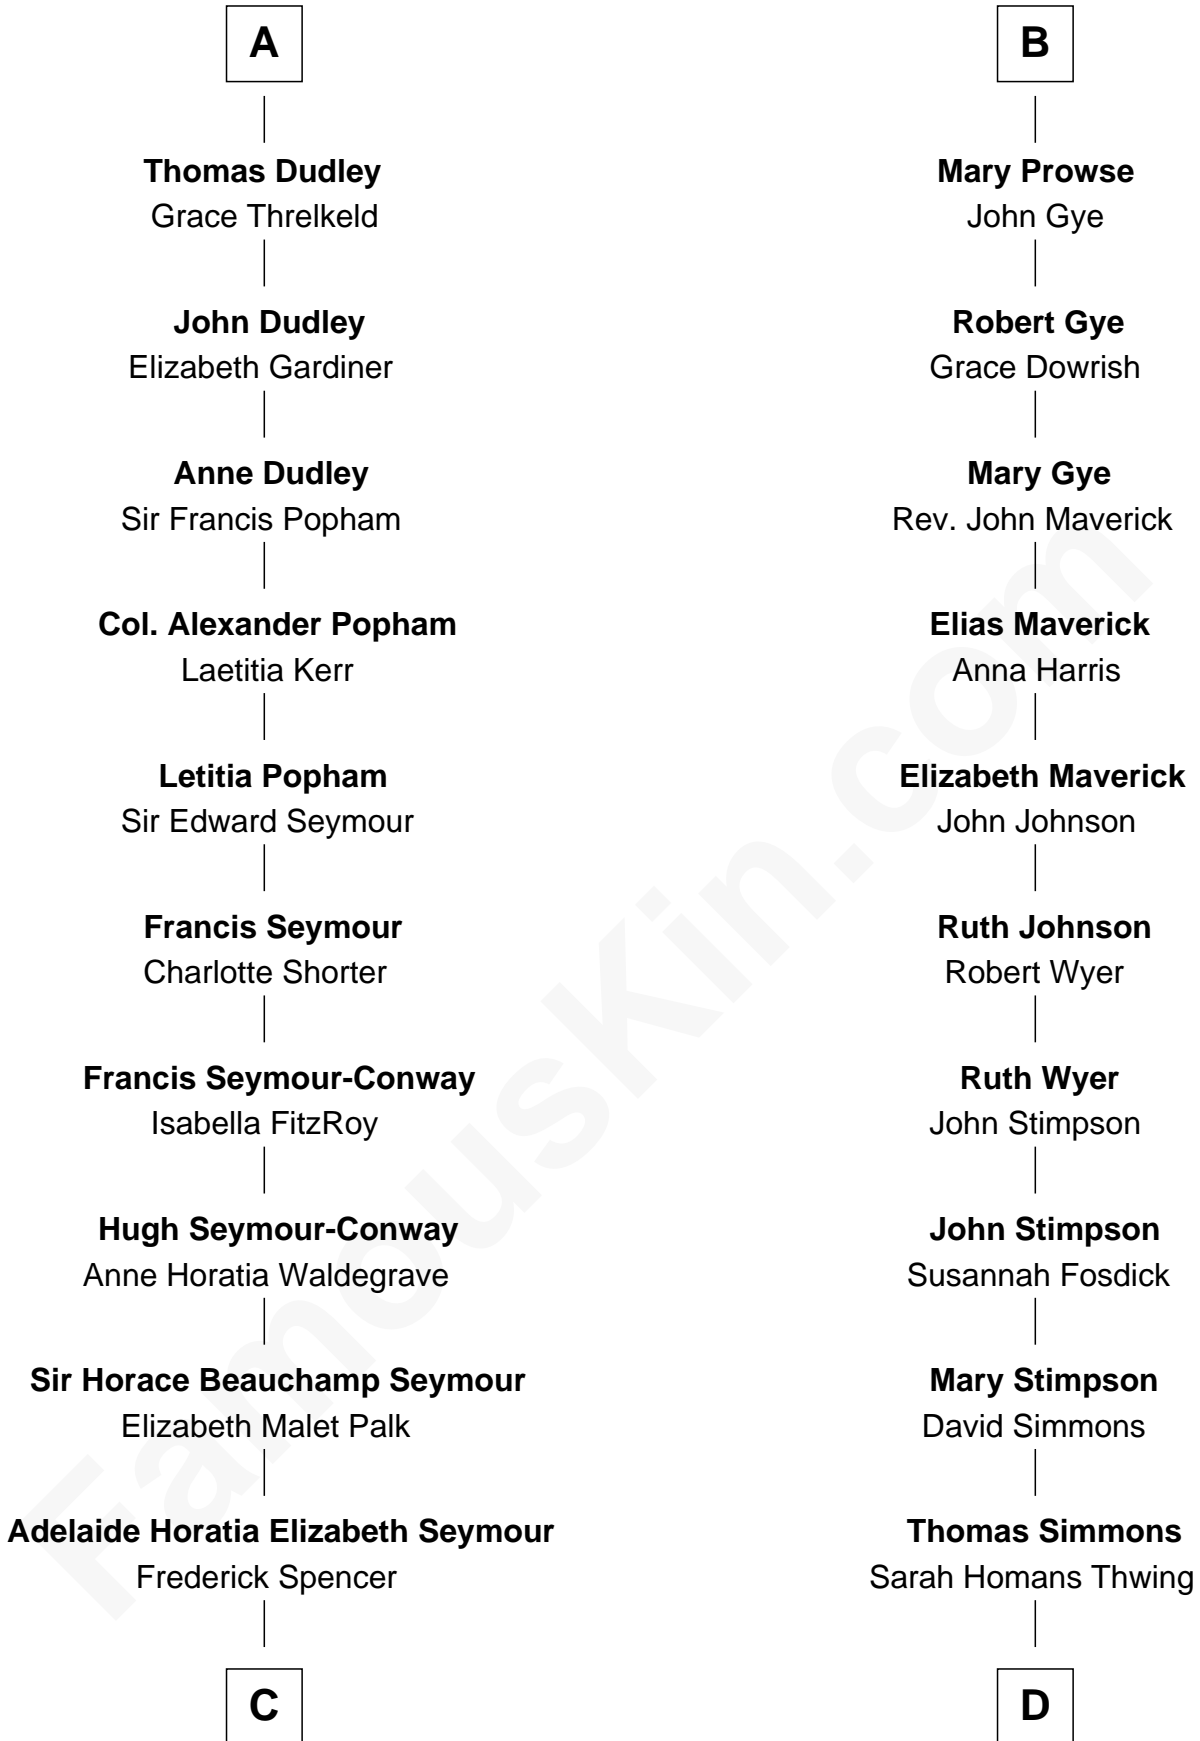 A
Thomas Dudley
Grace Threlkeld
John Dudley
Elizabeth Gardiner
Anne Dudley
Sir Francis Popham
Col. Alexander Popham
Laetitia Kerr
Letitia Popham
Sir Edward Seymour
Francis Seymour
Charlotte Shorter
Francis Seymour-Conway
Isabella FitzRoy
Hugh Seymour-Conway
Anne Horatia Waldegrave
Sir Horace Beauchamp Seymour
Elizabeth Malet Palk
Adelaide Horatia Elizabeth Seymour
Frederick Spencer
C
B
Mary Prowse
John Gye
Robert Gye
Grace Dowrish
Mary Gye
Rev. John Maverick
Elias Maverick
Anna Harris
Elizabeth Maverick
John Johnson
Ruth Johnson
Robert Wyer
Ruth Wyer
John Stimpson
John Stimpson
Susannah Fosdick
Mary Stimpson
David Simmons
Thomas Simmons
Sarah Homans Thwing
D
FamousKin.com